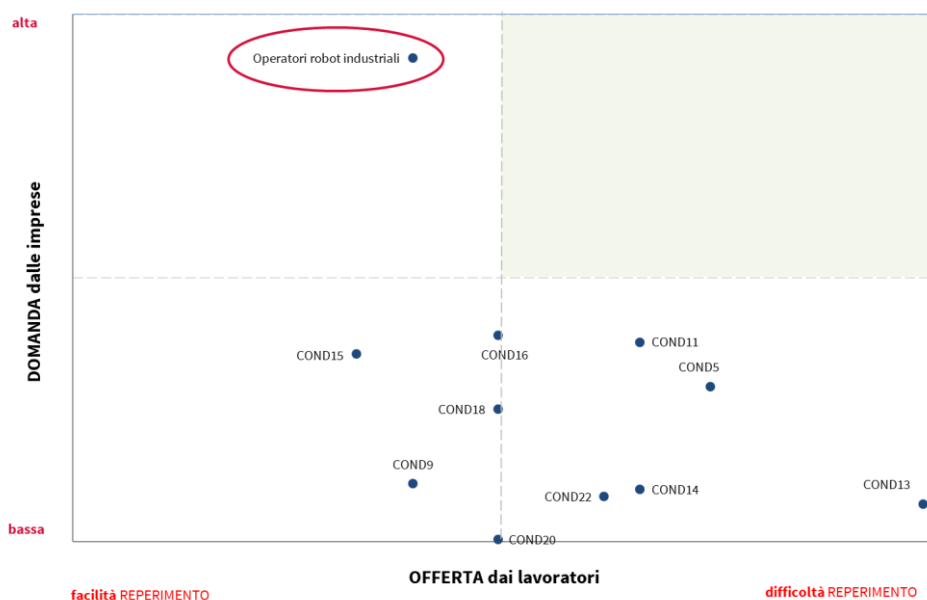 alta
Operatori robot industriali
DOMANDA dalle imprese
COND15
COND16
COND11
COND5
COND18
COND9
COND22
COND14
COND13
COND20
bassa
OFFERTA dai lavoratori
facilità REPERIMENTO
difficoltà REPERIMENTO